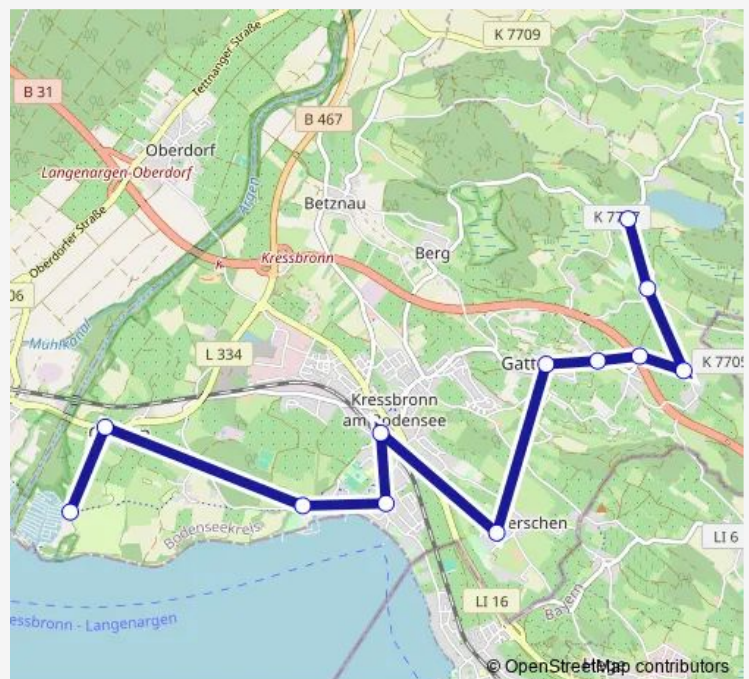 K 7709
B 31
Tettnanger Straße
B 467
Oberdorf
Langenargen-Oberdorf
Argen
Betznau
Oberdorfer Straße
K
Kressbronn
Berg
06
Mühlkanal
L 334
Gatt
K 7705
Kressbronn
am Bodensee
erschen
Bodenseekreis
LI 6
LI 16
Bayern
essbronn - Langenargen
© OpenStreetMap contributors